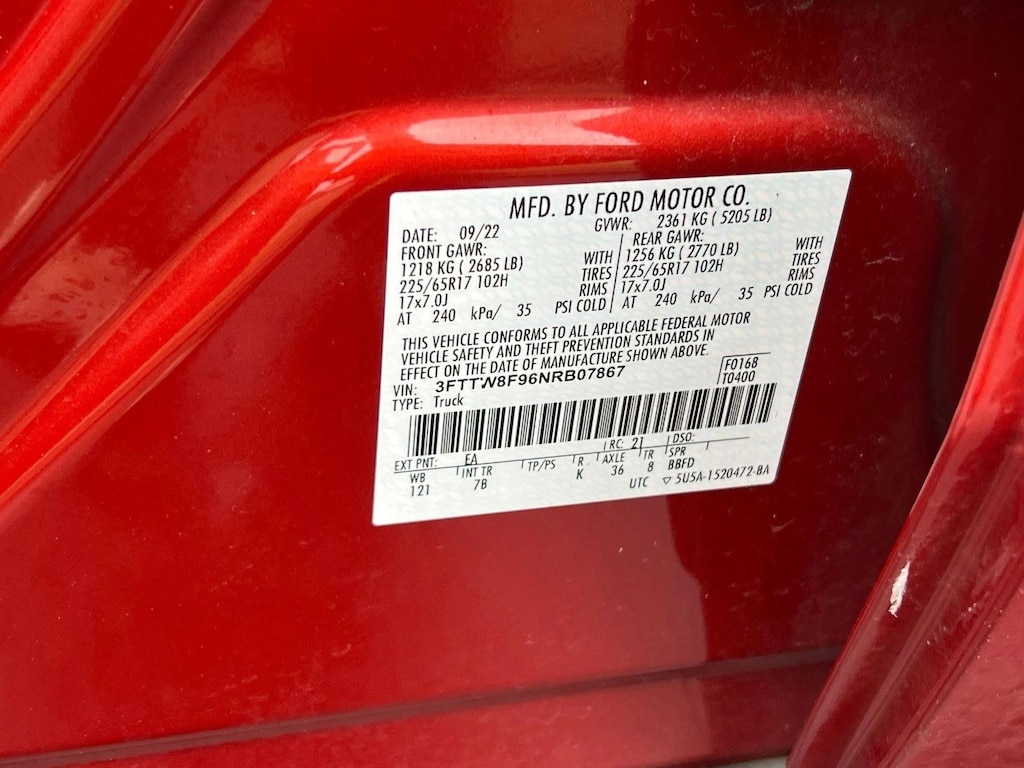 MFD. BY FORD MOTOR CO.
DATE: 09/22 GVWR: 2361 KG ( 5205 LB)
FRONT GAWR: REAR GAWR:
1218 KG ( 2685 LB) WITH 1256 KG ( 2770 LB) WITH
225/65R17 102H TIRES 225/65R17 102H TIRES
17x7.0J RIMS 17x7.0J RIMS
AT 240 kPa/ 35 PSI COLD AT 240 kPa/ 35 PSI COLD
THIS VEHICLE CONFORMS TO ALL APPLICABLE FEDERAL MOTOR
VEHICLE SAFETY AND THEFT PREVENTION STANDARDS IN
EFFECT ON THE DATE OF MANUFACTURE SHOWN ABOVE.
VIN: 3FTTW8F96NRB07867 F0168
TYPE: Truck T0400
EXT PNT: EA RC: 21 DSO:
WB INT TR TP/PS R AXLE TR SPR
121 7B K 36 8 BBFD
UTC ▽ 5U5A-1520472-BA